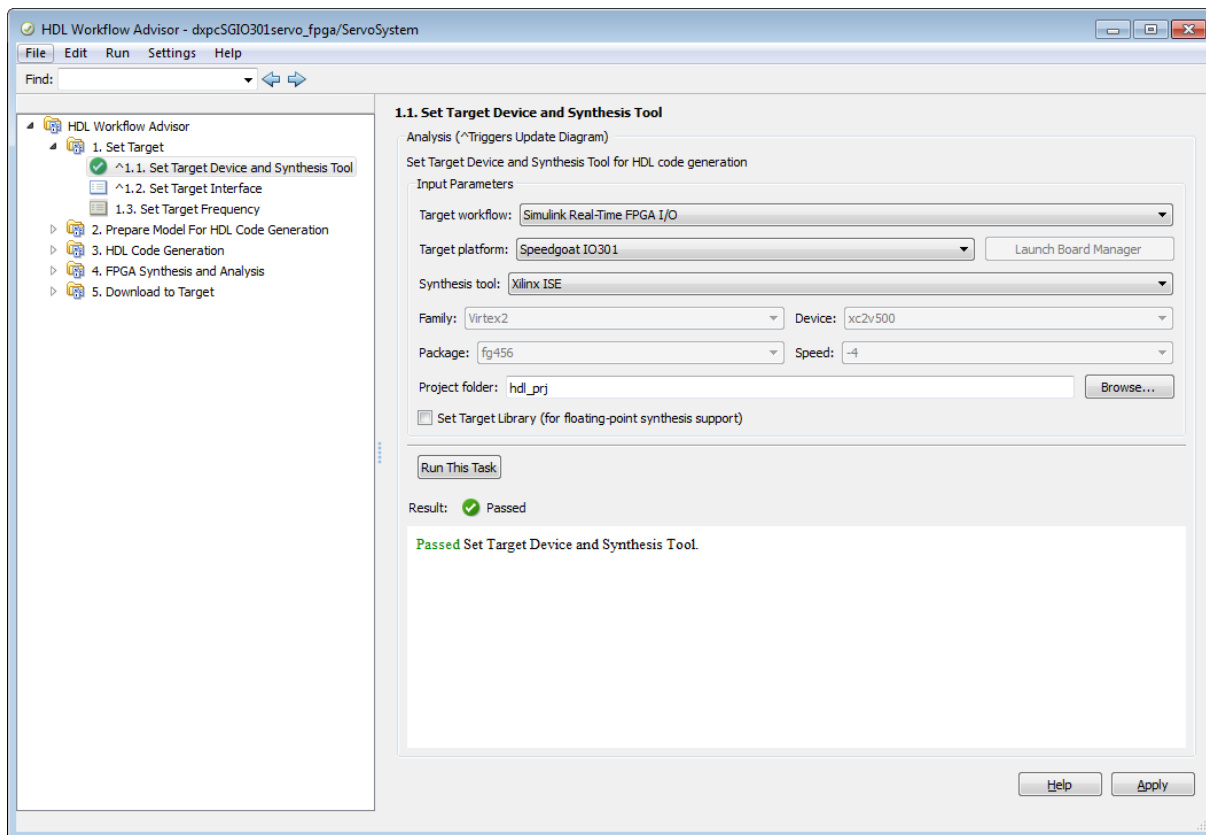 HDL Workflow Advisor - dxpcSGIO301servo_fpga/ServoSystem
File Edit Run Settings Help
Find:
HDL Workflow Advisor
1. Set Target
^1.1. Set Target Device and Synthesis Tool
^1.2. Set Target Interface
1.3. Set Target Frequency
2. Prepare Model For HDL Code Generation
3. HDL Code Generation
4. FPGA Synthesis and Analysis
5. Download to Target
1.1. Set Target Device and Synthesis Tool
Analysis (^Triggers Update Diagram)
Set Target Device and Synthesis Tool for HDL code generation
Input Parameters
Target workflow: Simulink Real-Time FPGA I/O
Target platform: Speedgoat IO301 Launch Board Manager
Synthesis tool: Xilinx ISE
Family: Virtex2 Device: xc2v500
Package: fg456 Speed: -4
Project folder: hdl_prj Browse...
Set Target Library (for floating-point synthesis support)
Run This Task
Result: Passed
Passed Set Target Device and Synthesis Tool.
Help Apply